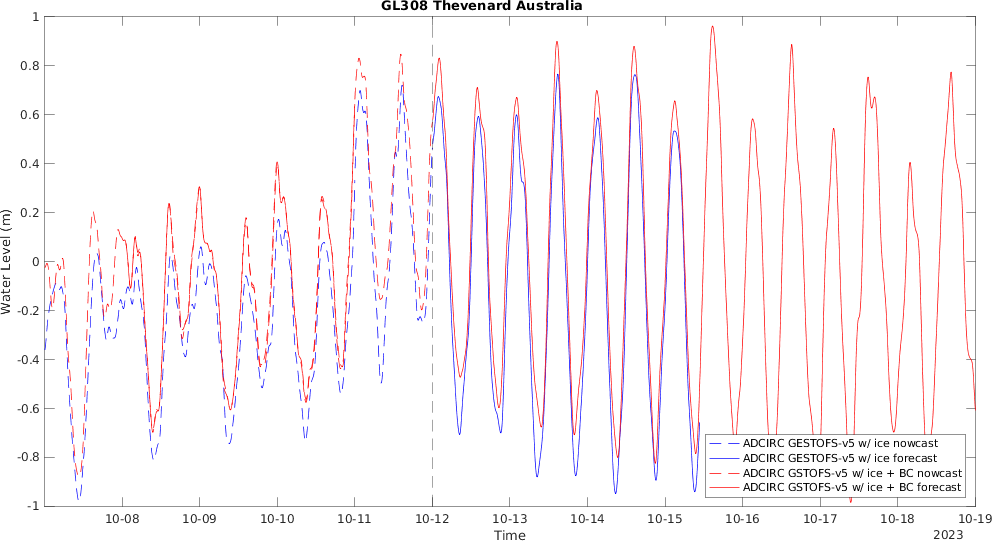 GL308 Thevenard Australia
1
0.8
0.6
0.4
0.2
0
-0.2
-0.4
-0.6
-0.8
-1
Water Level (m)
ADCIRC GESTOFS-v5 w/ ice nowcast
ADCIRC GESTOFS-v5 w/ ice forecast
ADCIRC GSTOFS-v5 w/ ice + BC nowcast
ADCIRC GSTOFS-v5 w/ ice + BC forecast
10-08 10-09 10-10 10-11 10-12 10-13 10-14 10-15 10-16 10-17 10-18 10-19
Time
2023